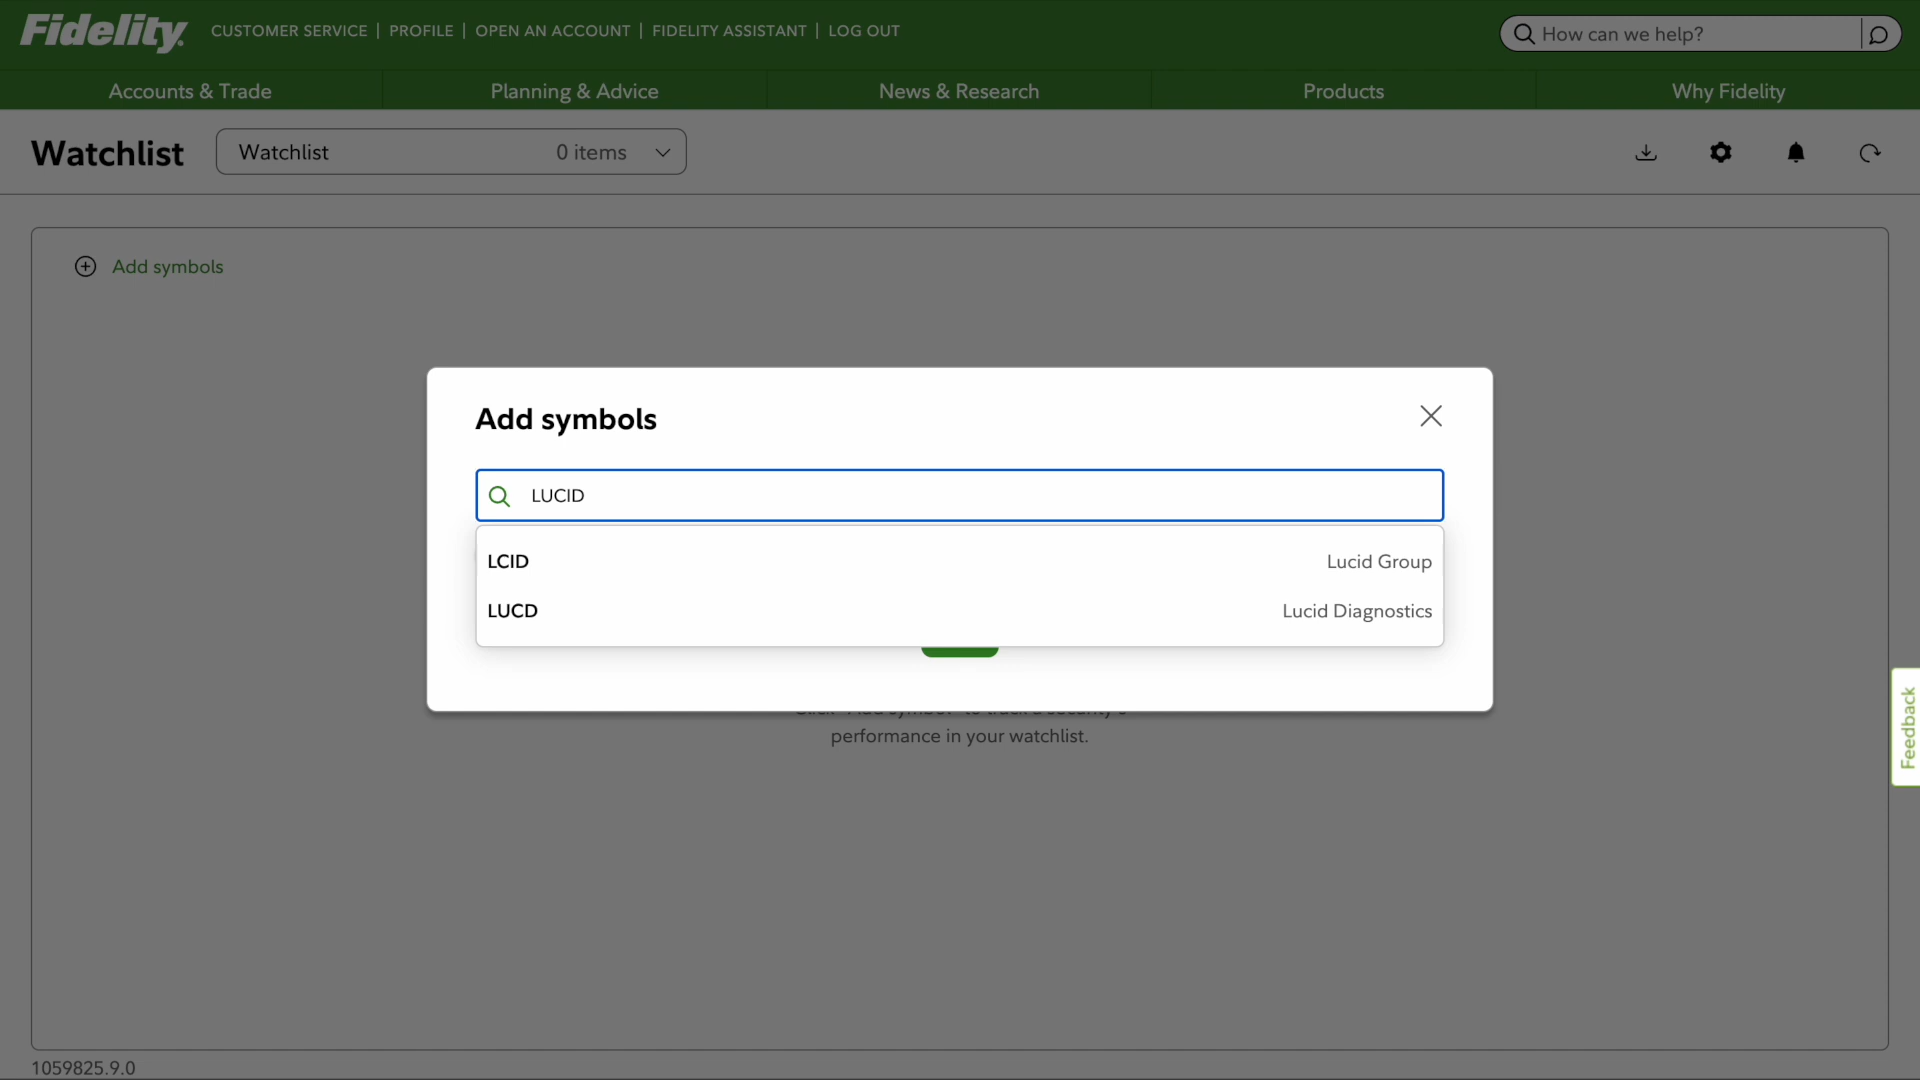 Fidelity
CUSTOMER SERVICE | PROFILE | OPEN AN ACCOUNT | FIDELITY ASSISTANT | LOG OUT
How can we help?
Accounts & Trade
Planning & Advice
News & Research
Products
Why Fidelity
Watchlist
Watchlist
0 items
Add symbols
Add symbols
LUCID
LCID Lucid Group
LUCD Lucid Diagnostics
performance in your watchlist.
Feedback
1059825.9.0